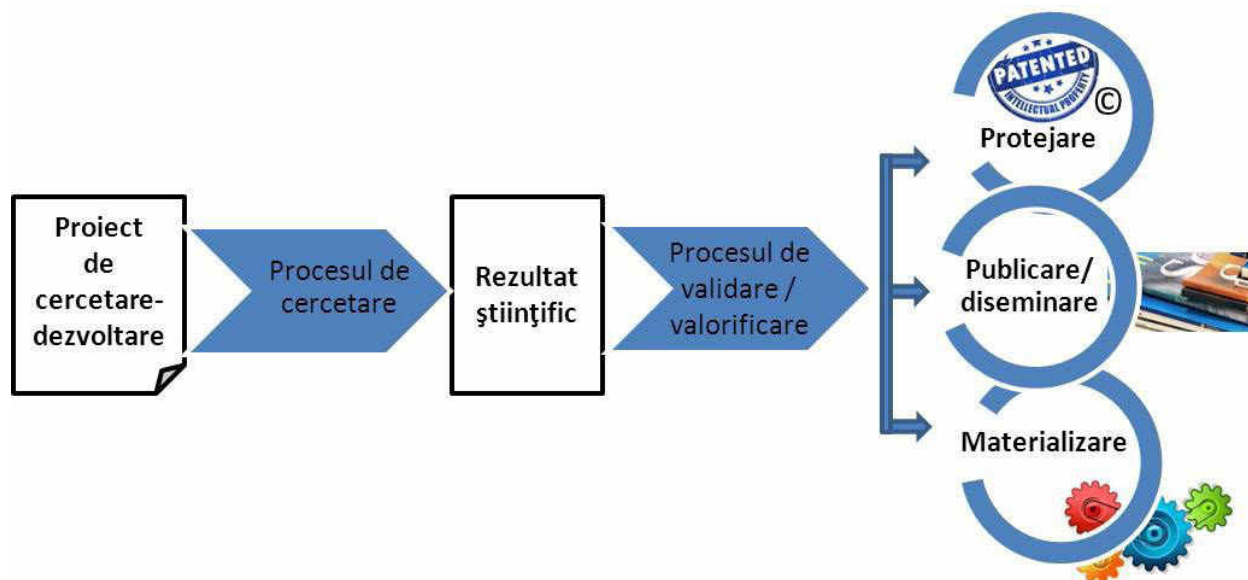 Proiect
de
cercetare-
dezvoltare
Procesul de
cercetare
Rezultat
ştiinţific
Procesul de
validare /
valorificare
PATENTED
INTELLECTUAL PROPERTY
©
Protejare
Publicare/
diseminare
Materializare